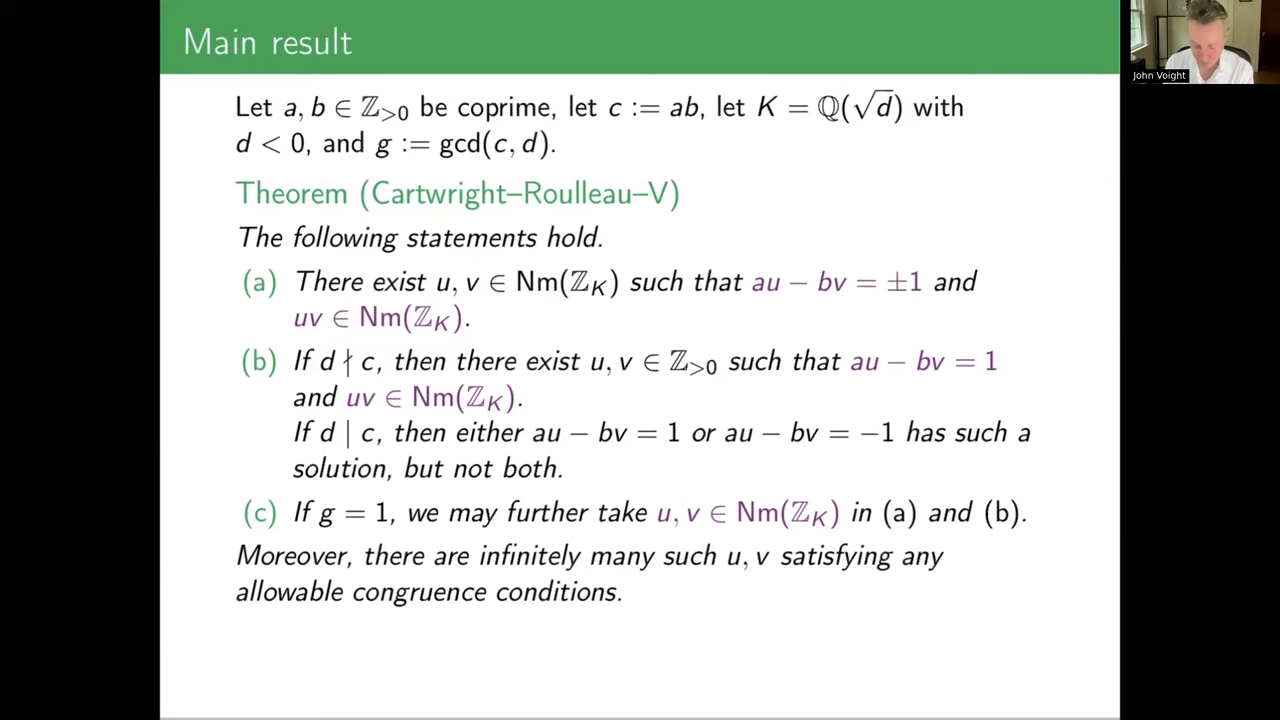 Main result
John Voight
Let a, b ∈ ℤ>0 be coprime, let c := ab, let K = ℚ(√d) with
d < 0, and g := gcd(c, d).
Theorem (Cartwright–Roulleau–V)
The following statements hold.
(a) There exist u, v ∈ Nm(ℤ_K) such that au − bv = ±1 and
uv ∈ Nm(ℤ_K).
(b) If d ∤ c, then there exist u, v ∈ ℤ>0 such that au − bv = 1
and uv ∈ Nm(ℤ_K).
If d | c, then either au − bv = 1 or au − bv = −1 has such a
solution, but not both.
(c) If g = 1, we may further take u, v ∈ Nm(ℤ_K) in (a) and (b).
Moreover, there are infinitely many such u, v satisfying any
allowable congruence conditions.